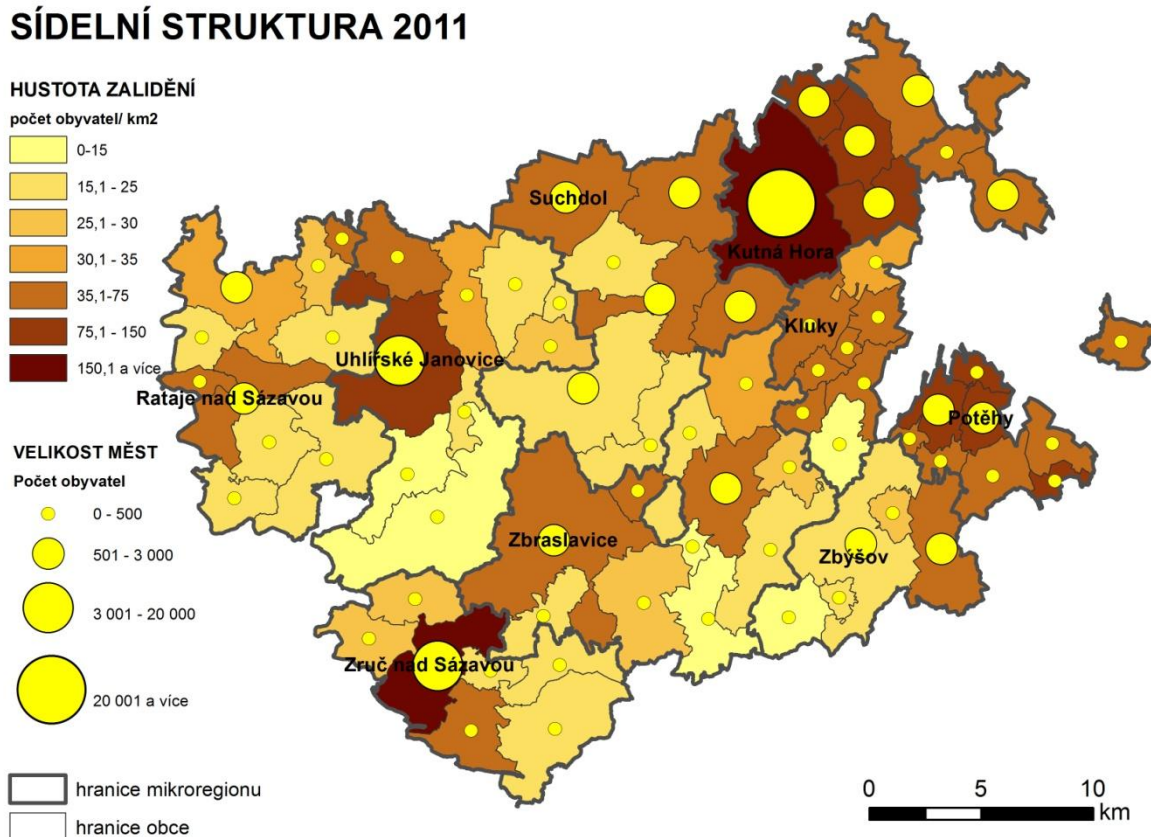 SÍDELNÍ STRUKTURA 2011
HUSTOTA ZALIDĚNÍ
počet obyvatel/ km2
0-15
15,1 - 25
25,1 - 30
30,1 - 35
35,1-75
75,1 - 150
150,1 a více
VELIKOST MĚST
Počet obyvatel
0 - 500
501 - 3 000
3 001 - 20 000
20 001 a více
hranice mikroregionu
hranice obce
Suchdol
Kutná Hora
Kluky
Uhlířské Janovice
Rataje nad Sázavou
Potěhy
Zbraslavice
Zbýšov
Zruč nad Sázavou
0 5 10
km